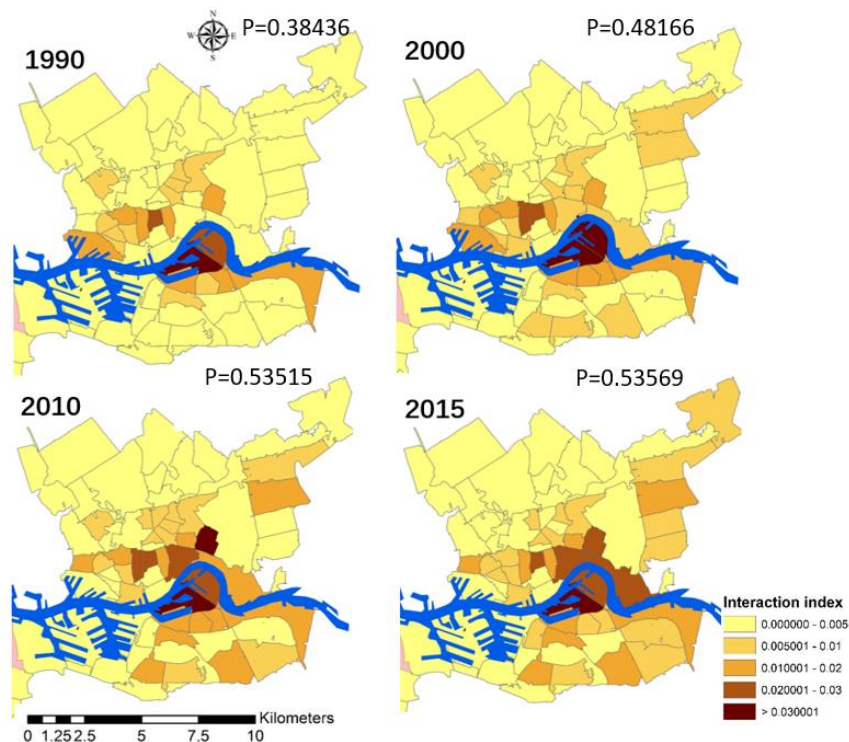 P=0.38436
P=0.48166
N
W E
S
1990
2000
P=0.53515
P=0.53569
2010
2015
Interaction index
0.000000 - 0.005
0.005001 - 0.01
0.010001 - 0.02
0.020001 - 0.03
> 0.030001
Kilometers
0 1.25 2.5 5 7.5 10